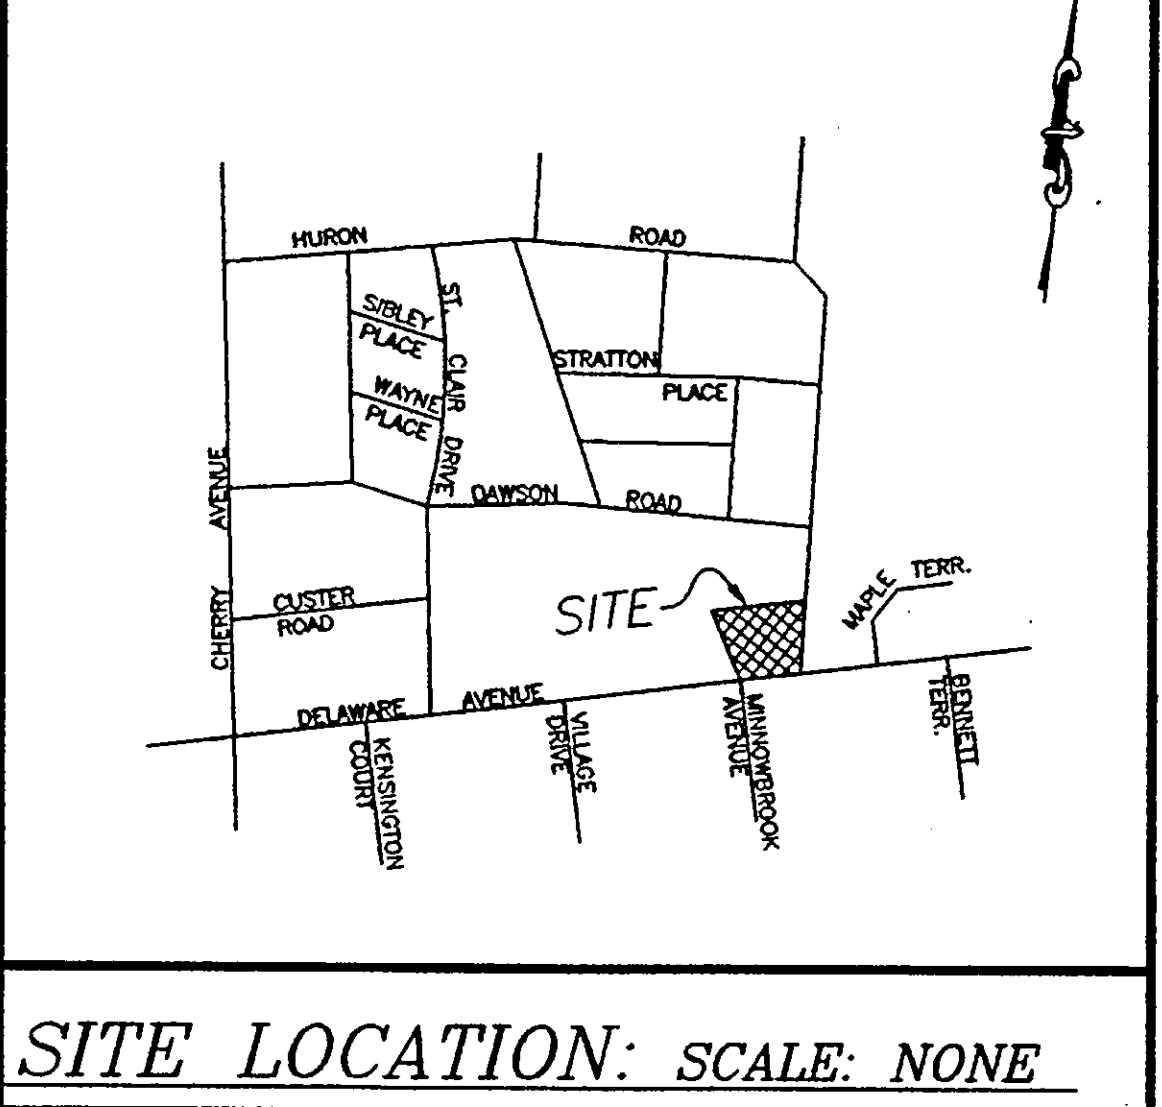 HURON ROAD
ST. CLAIR DRIVE
SIBLEY
PLACE
WAYNE
PLACE
STRATTON
PLACE
CHERRY AVENUE
DAWSON ROAD
CUSTER
ROAD
SITE
MAPLE TERR.
DELAWARE AVENUE
KENSINGTON
COURT
VILLAGE
DRIVE
MINNOWBROOK
AVENUE
BENNETT
TERR.
SITE LOCATION: SCALE: NONE